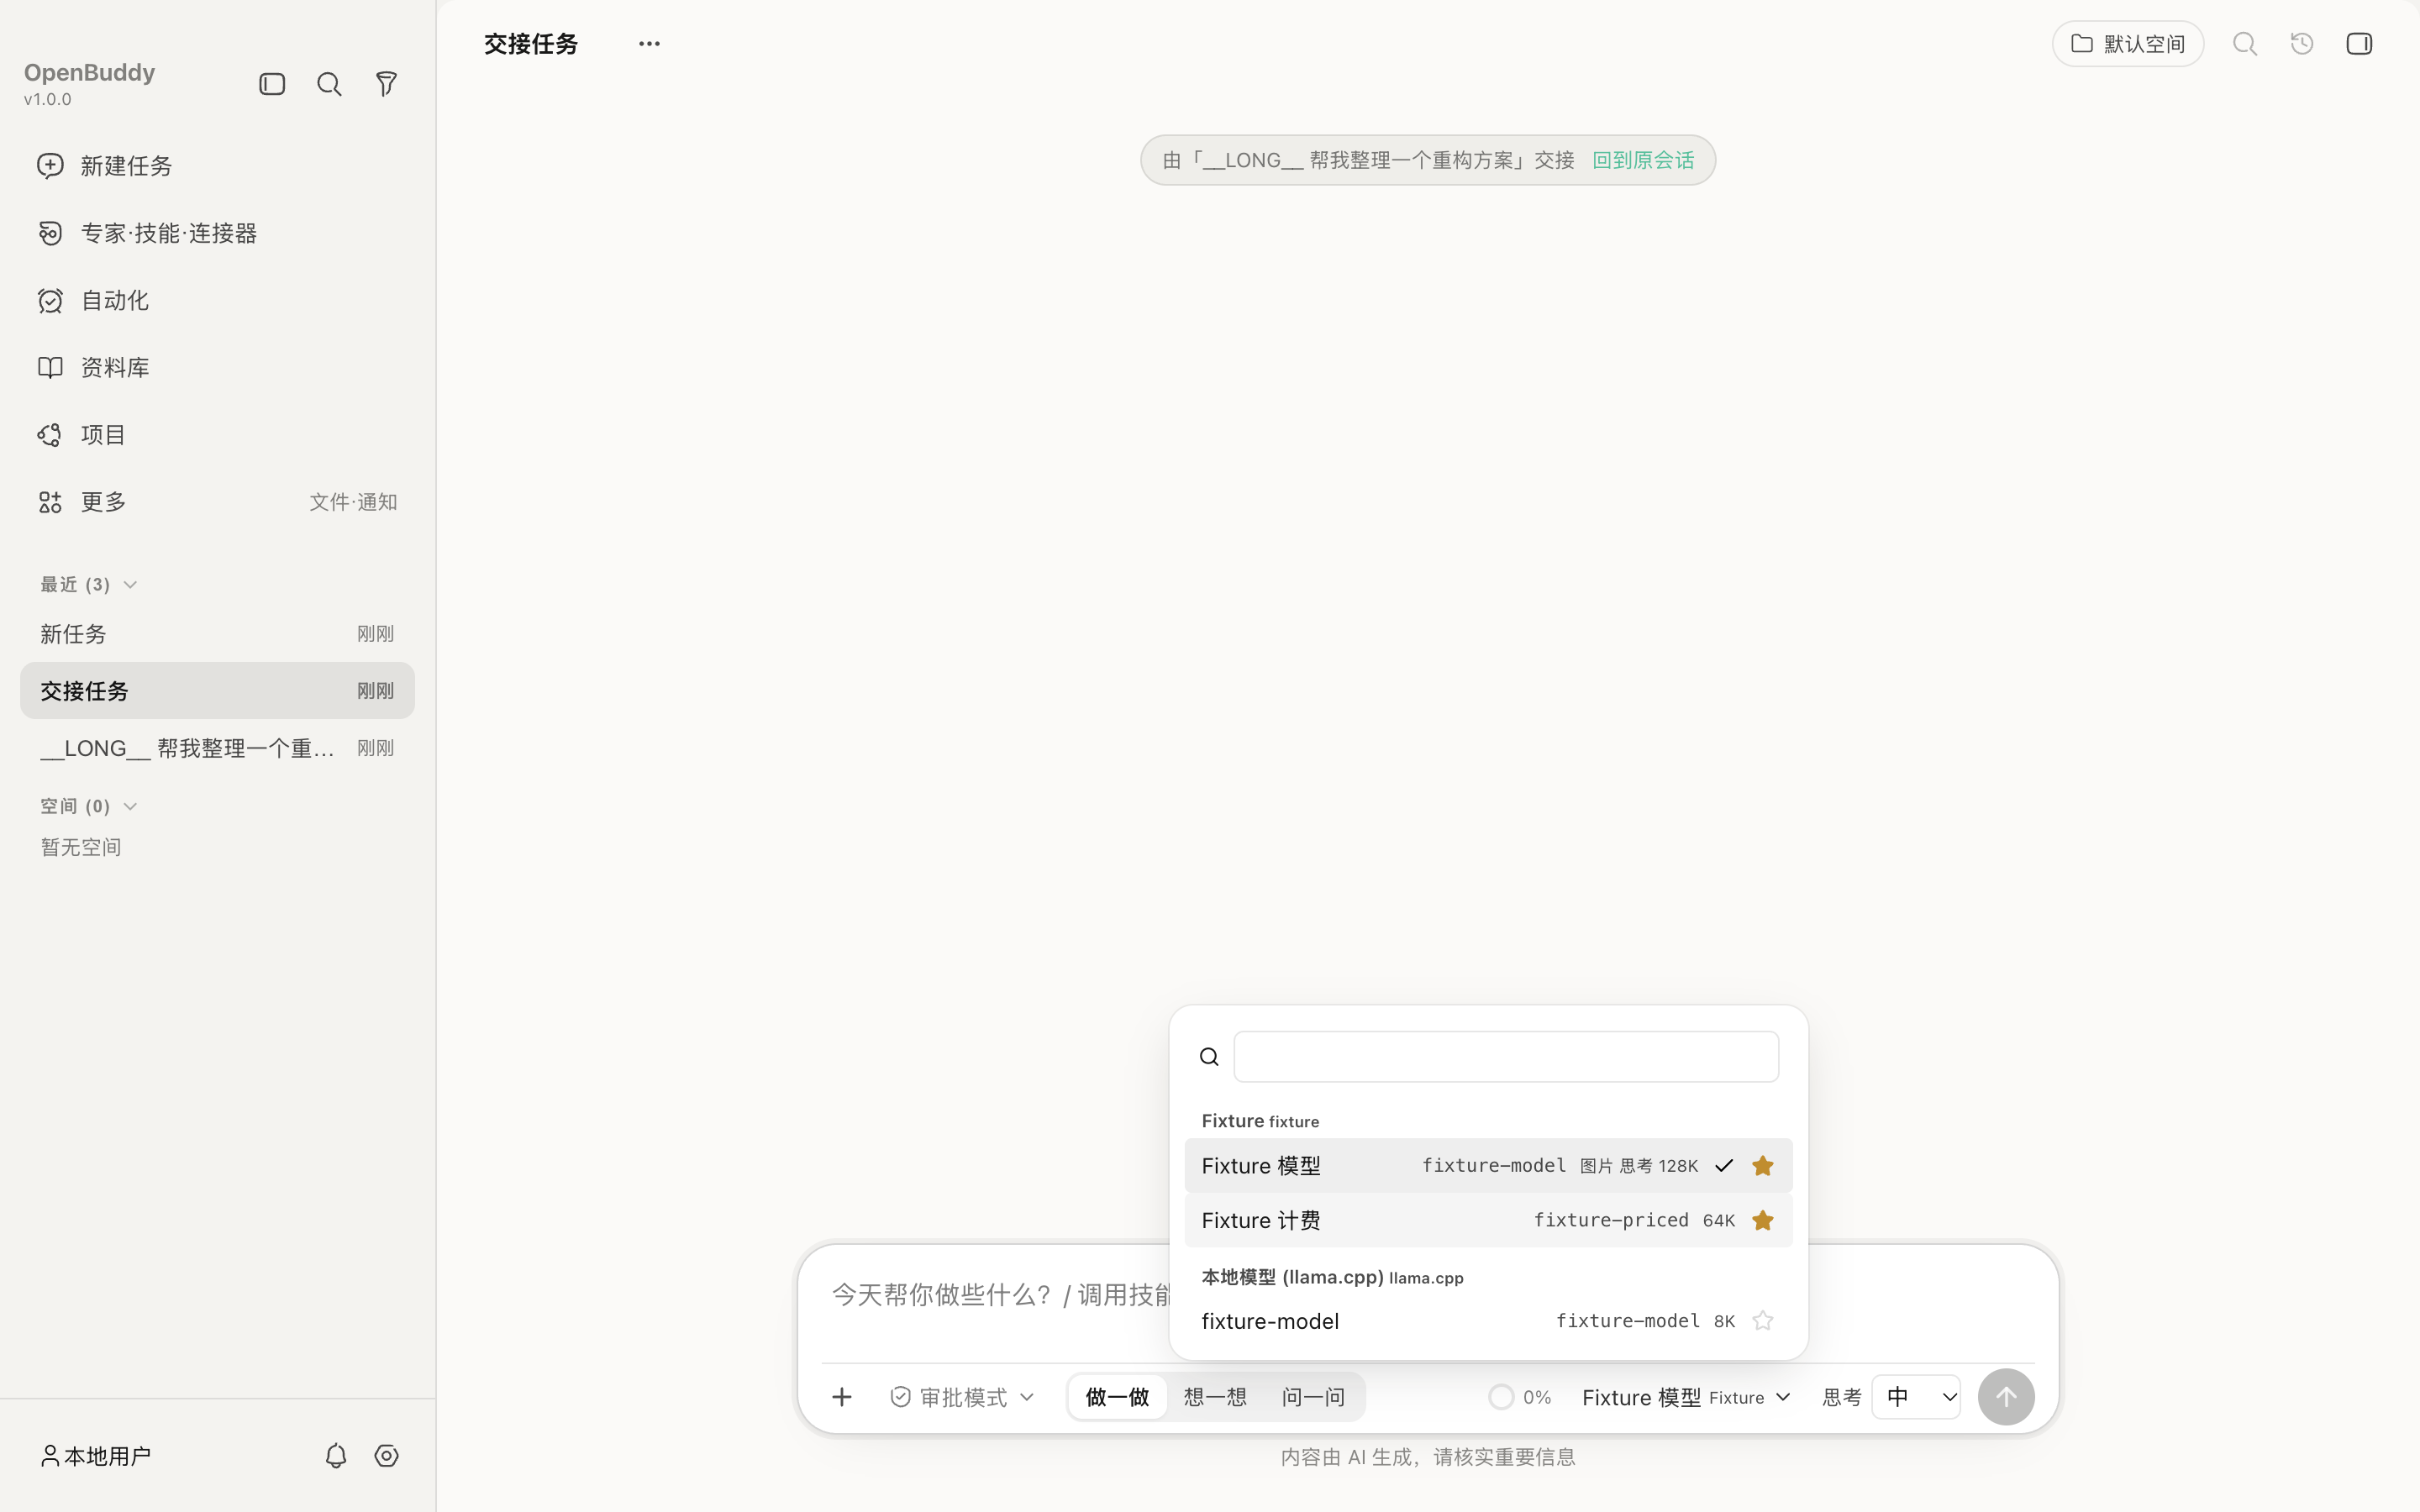 OpenBuddy
v1.0.0
新建任务
专家·技能·连接器
自动化
资料库
项目
更多 文件·通知
最近 (3)
新任务 刚刚
交接任务 刚刚
__LONG__ 帮我整理一个重… 刚刚
空间 (0)
暂无空间
本地用户
交接任务
默认空间
由「__LONG__ 帮我整理一个重构方案」交接 回到原会话
Fixture fixture
Fixture 模型 fixture-model 图片 思考 128K
Fixture 计费 fixture-priced 64K
本地模型 (llama.cpp) llama.cpp
fixture-model fixture-model 8K
今天帮你做些什么？ / 调用技能
审批模式 做一做 想一想 问一问 0% Fixture 模型 Fixture 思考 中
内容由 AI 生成，请核实重要信息